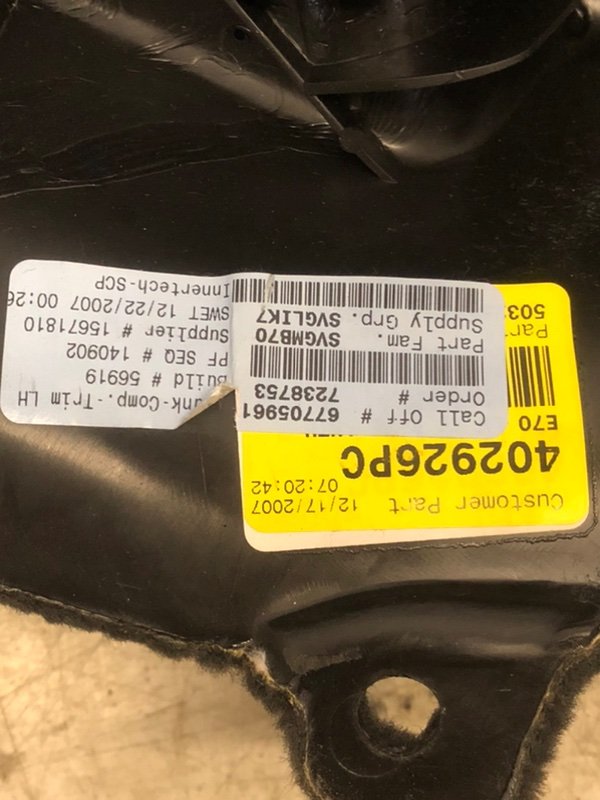 Customer Part 12/17/2007
07:20:42
402926PC
E70
Call Off # 67705961
Order # 7238753
Part Fam. SVGMB70
Supply Grp. SVGLIK7
unk-Comp.-Trim LH
Build # 56919
PF SEQ # 140902
Supplier # 15671810
SWET 12/22/2007 00:26
Innertech-SCP
Part
503